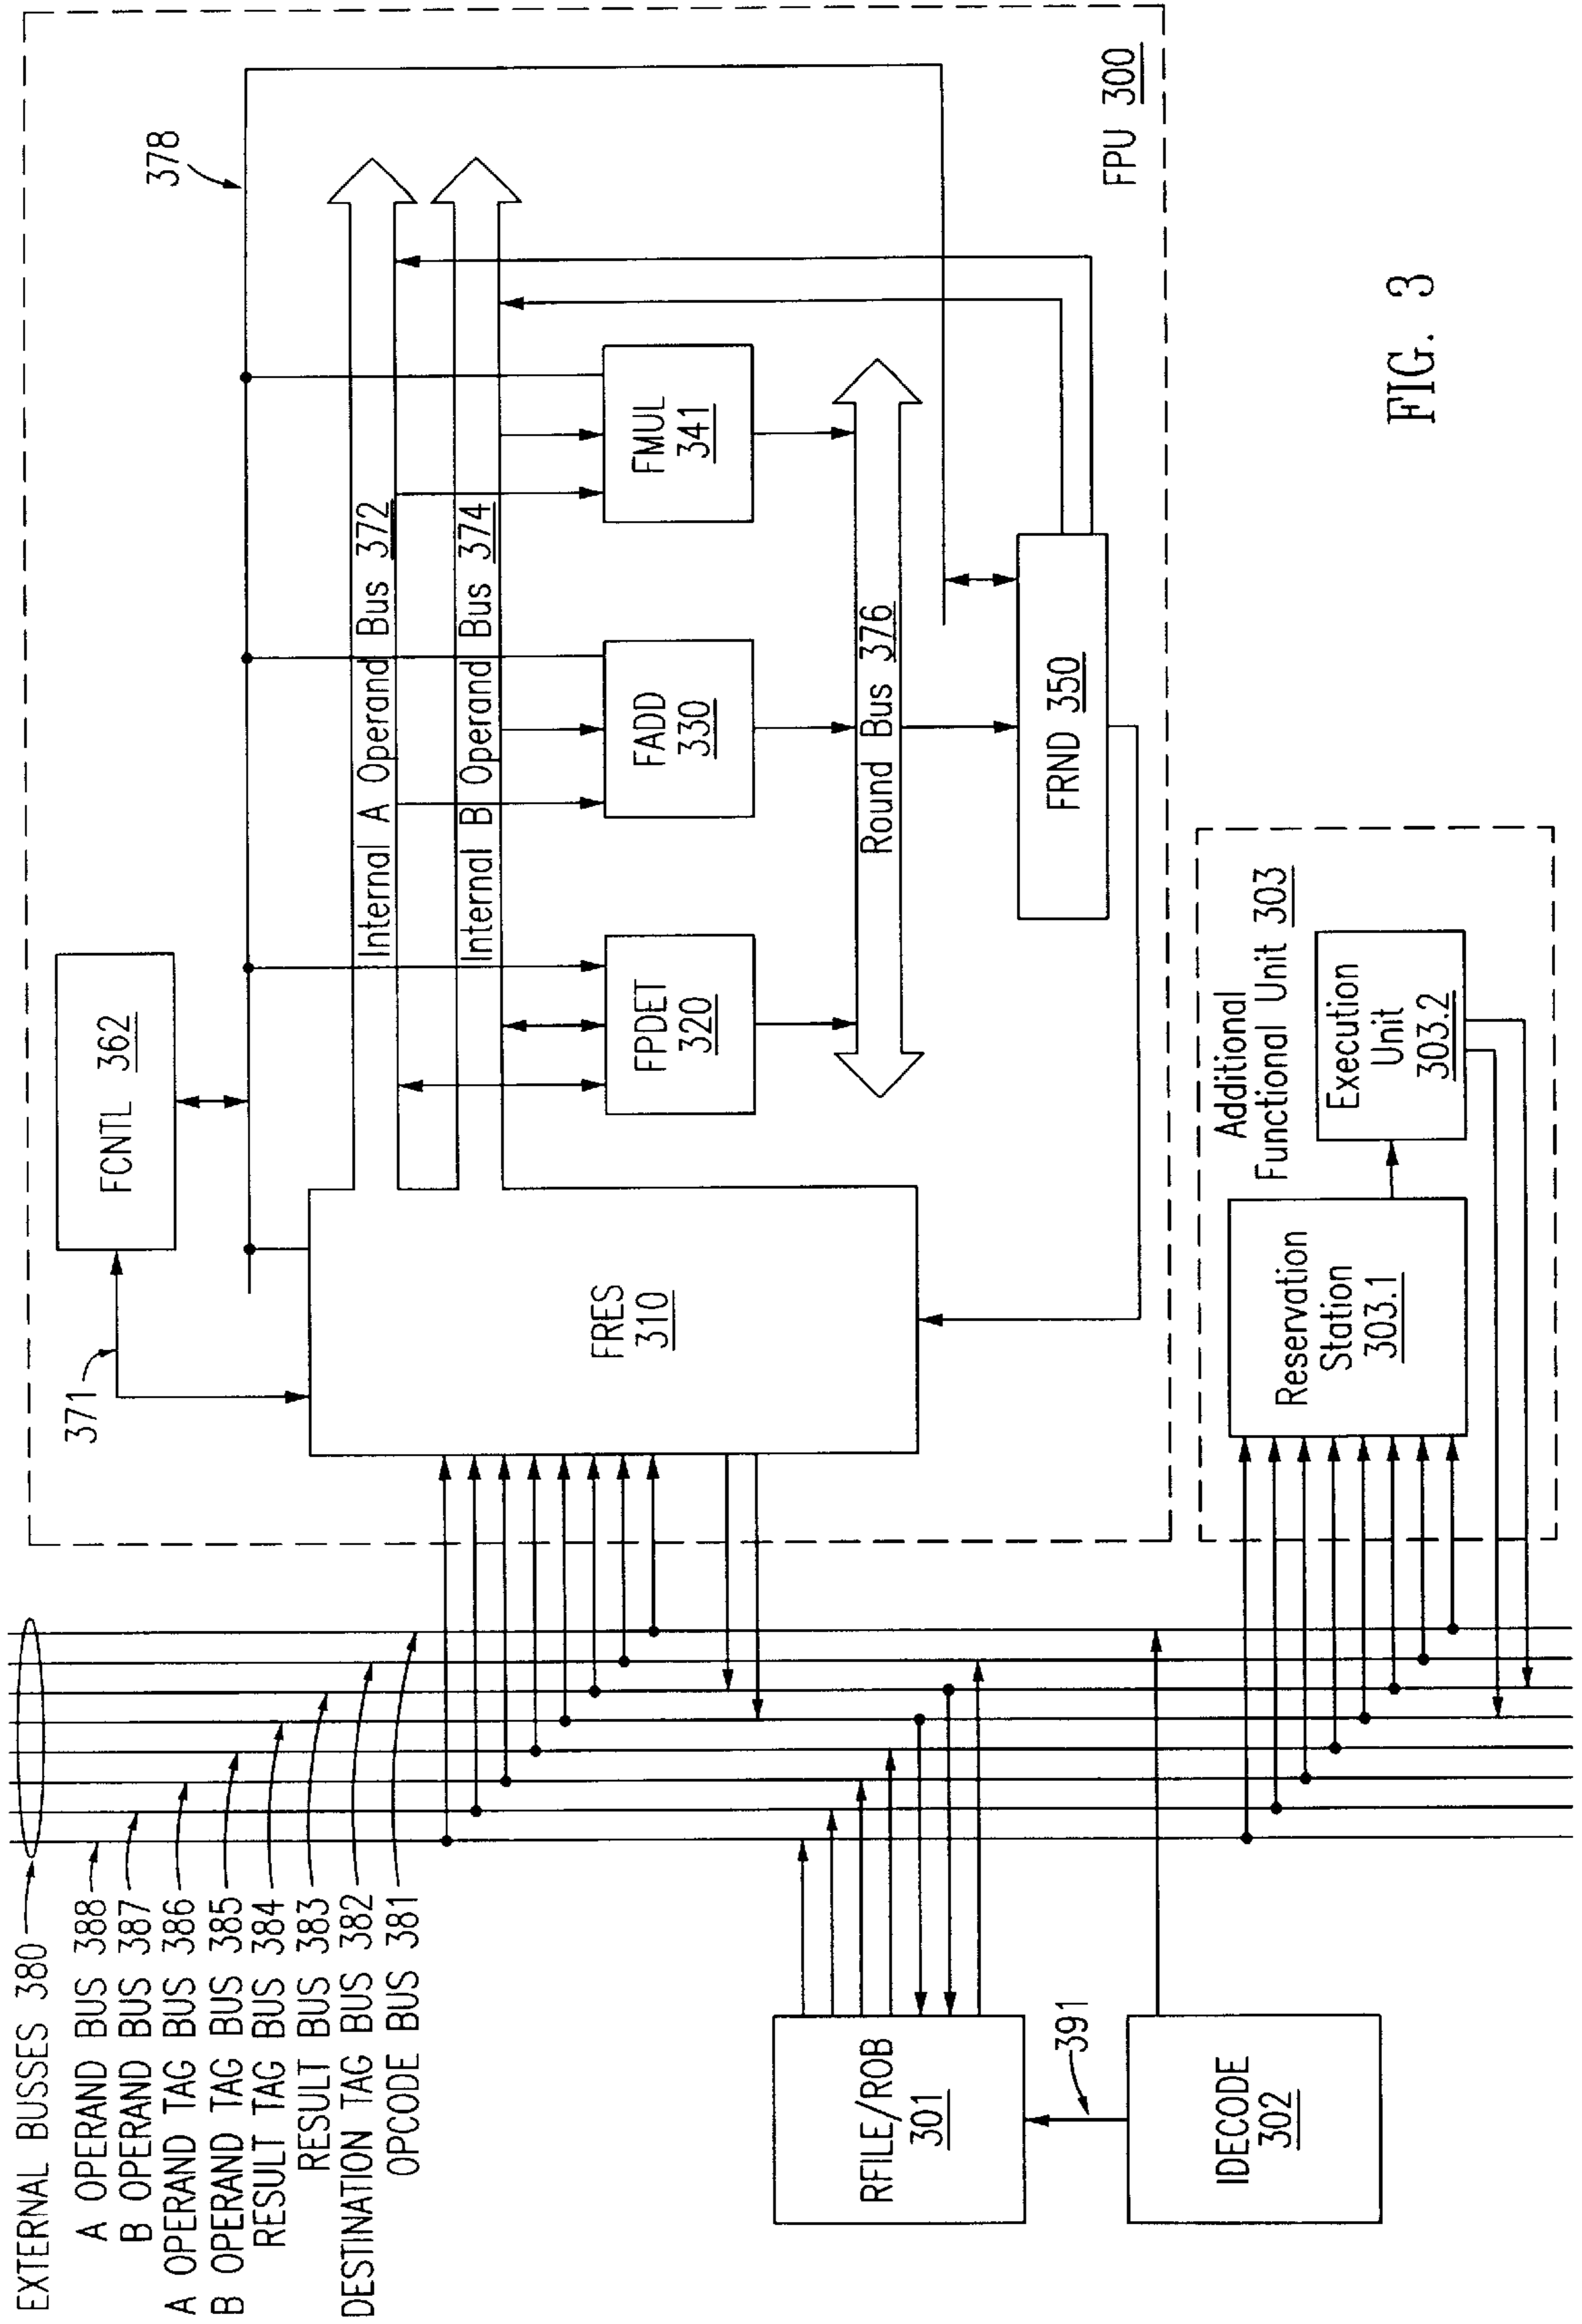 EXTERNAL BUSSES 380
A OPERAND BUS 388
B OPERAND BUS 387
A OPERAND TAG BUS 386
B OPERAND TAG BUS 385
RESULT TAG BUS 384
RESULT BUS 383
DESTINATION TAG BUS 382
OPCODE BUS 381
371
FCNTL 362
378
Internal A Operand Bus 372
Internal B Operand Bus 374
FRES
310
FPDET
320
FADD
330
FMUL
341
Round Bus 376
FRND 350
FPU 300
RFILE/ROB
301
391
IDECODE
302
Additional
Functional Unit 303
Reservation
Station
303.1
Execution
Unit
303.2
FIG. 3